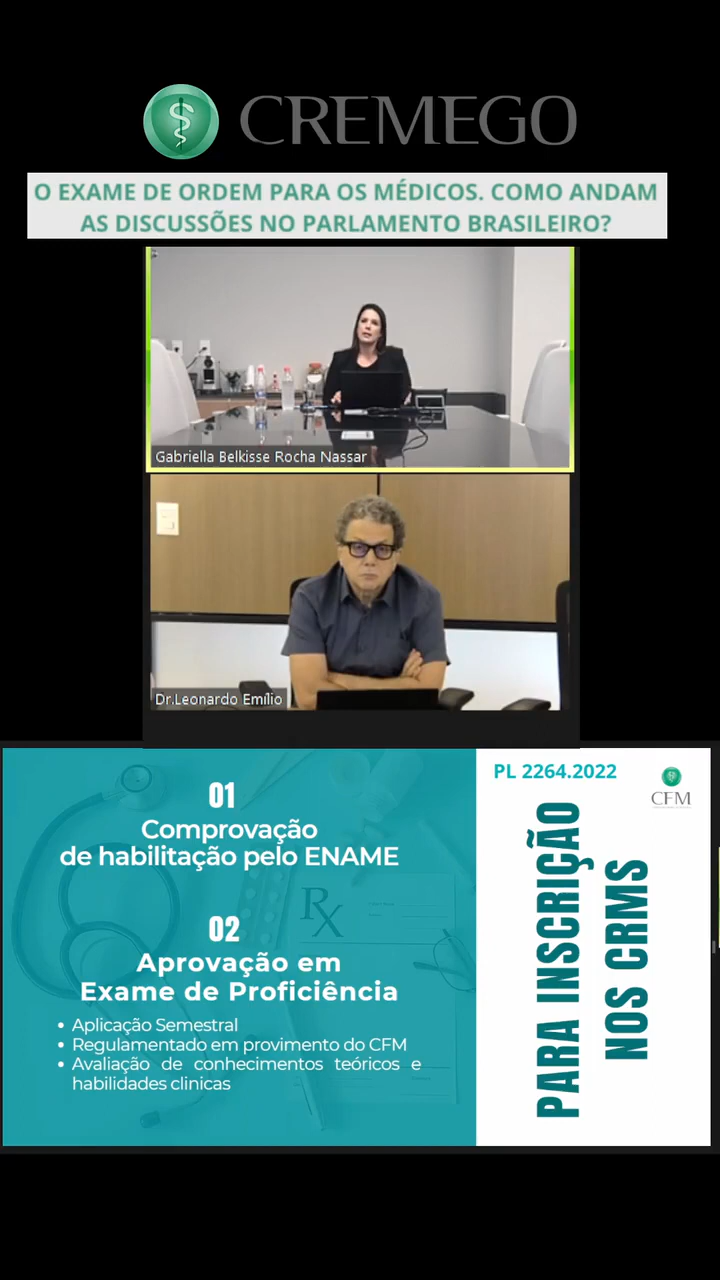 CREMEGO
O EXAME DE ORDEM PARA OS MÉDICOS. COMO ANDAM
AS DISCUSSÕES NO PARLAMENTO BRASILEIRO?
Gabriella Belkisse Rocha Nassar
Dr.Leonardo Emílio
01
Comprovação
de habilitação pelo ENAME
Rx
02
Aprovação em
Exame de Proficiência
• Aplicação Semestral
• Regulamentado em provimento do CFM
• Avaliação de conhecimentos teóricos e
habilidades clinicas
PL 2264.2022
CFM
PARA INSCRIÇÃO
NOS CRMS